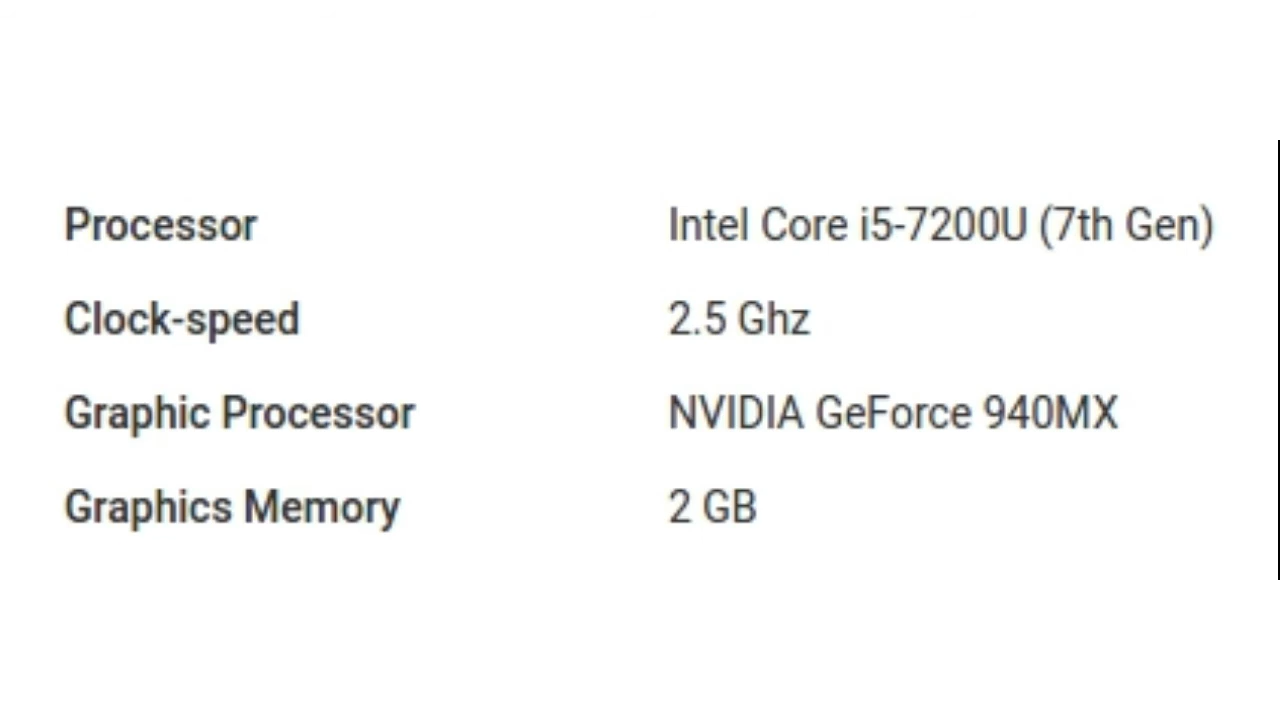 Processor Intel Core i5-7200U (7th Gen)
Clock-speed 2.5 Ghz
Graphic Processor NVIDIA GeForce 940MX
Graphics Memory 2 GB